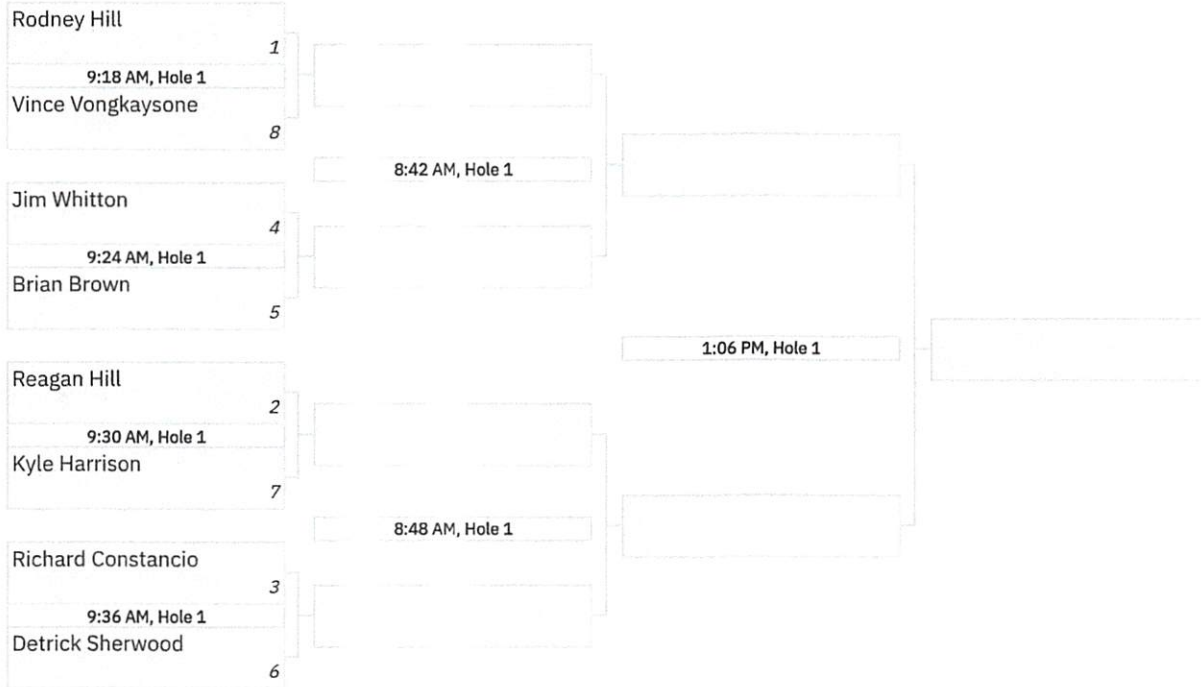 Rodney Hill
1
9:18 AM, Hole 1
Vince Vongkaysone
8
8:42 AM, Hole 1
Jim Whitton
4
9:24 AM, Hole 1
Brian Brown
5
1:06 PM, Hole 1
Reagan Hill
2
9:30 AM, Hole 1
Kyle Harrison
7
8:48 AM, Hole 1
Richard Constancio
3
9:36 AM, Hole 1
Detrick Sherwood
6